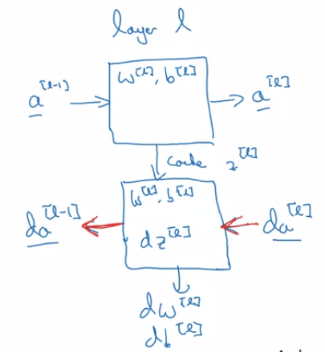 layer l
a^[l-1] w^[l], b^[l] a^[l]
cache z^[l]
da^[l-1] w^[l], b^[l] da^[l]
dz^[l]
dw^[l]
db^[l]